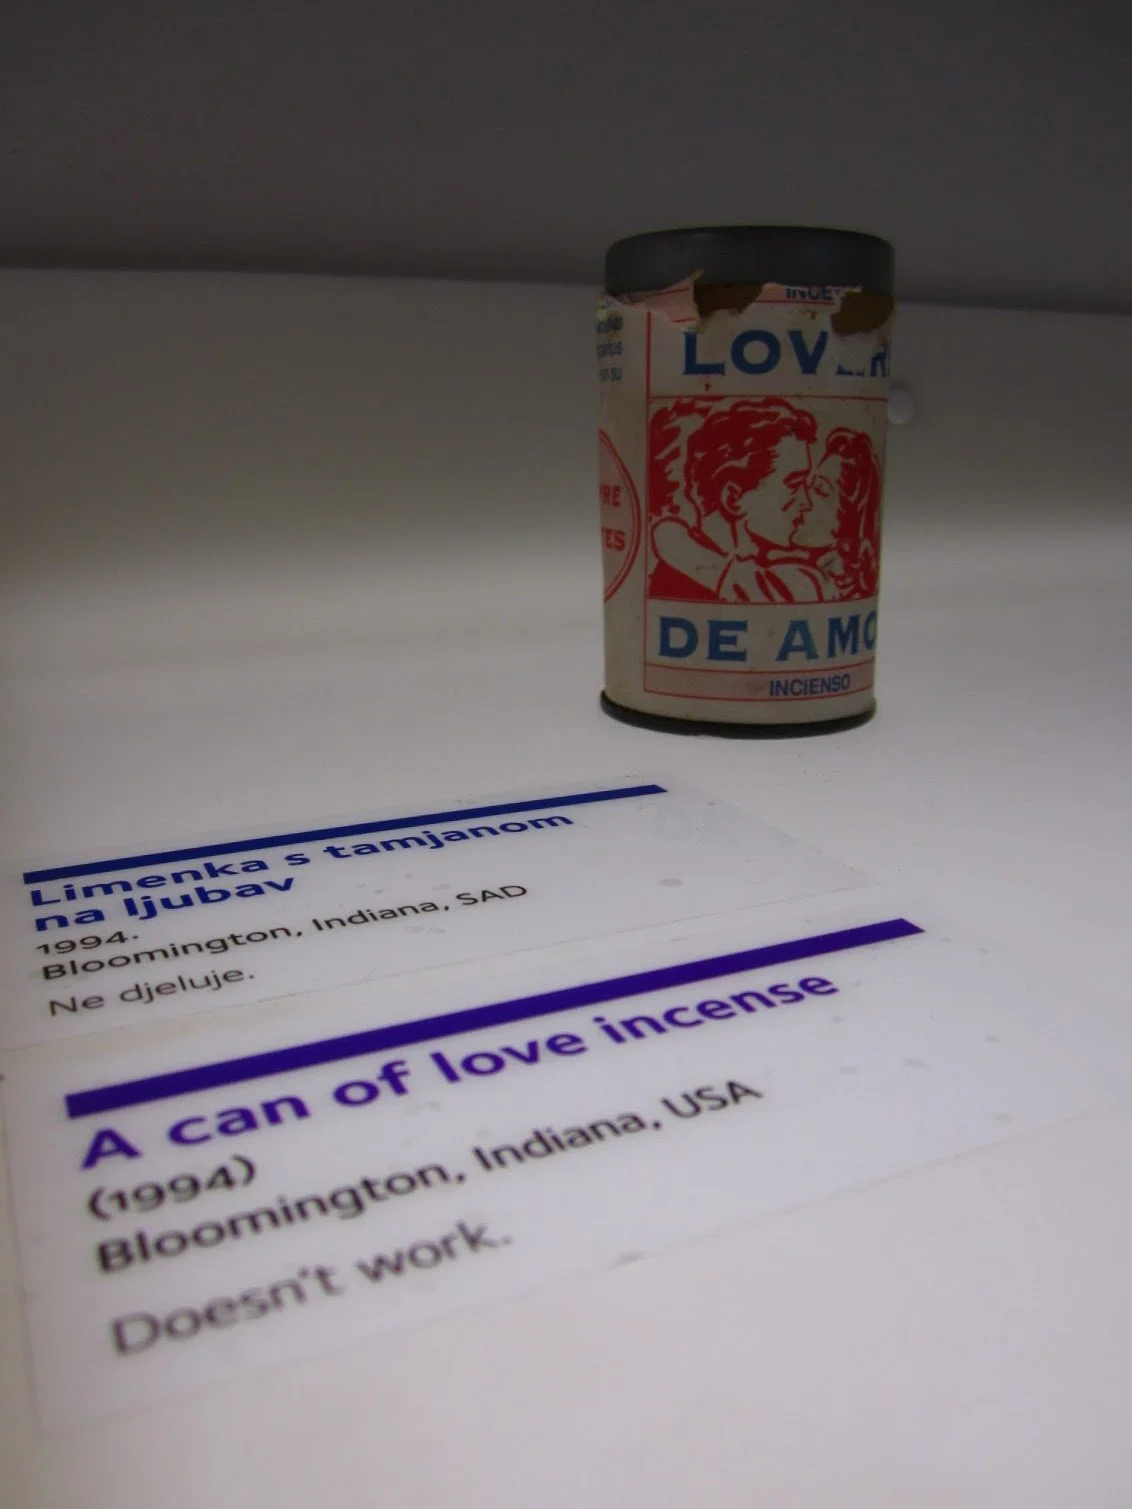 LOV
DE AMO
INCIENSO
Limenka s tamjanom
na ljubav
1994.
Bloomington, Indiana, SAD
Ne djeluje.
A can of love incense
(1994)
Bloomington, Indiana, USA
Doesn't work.